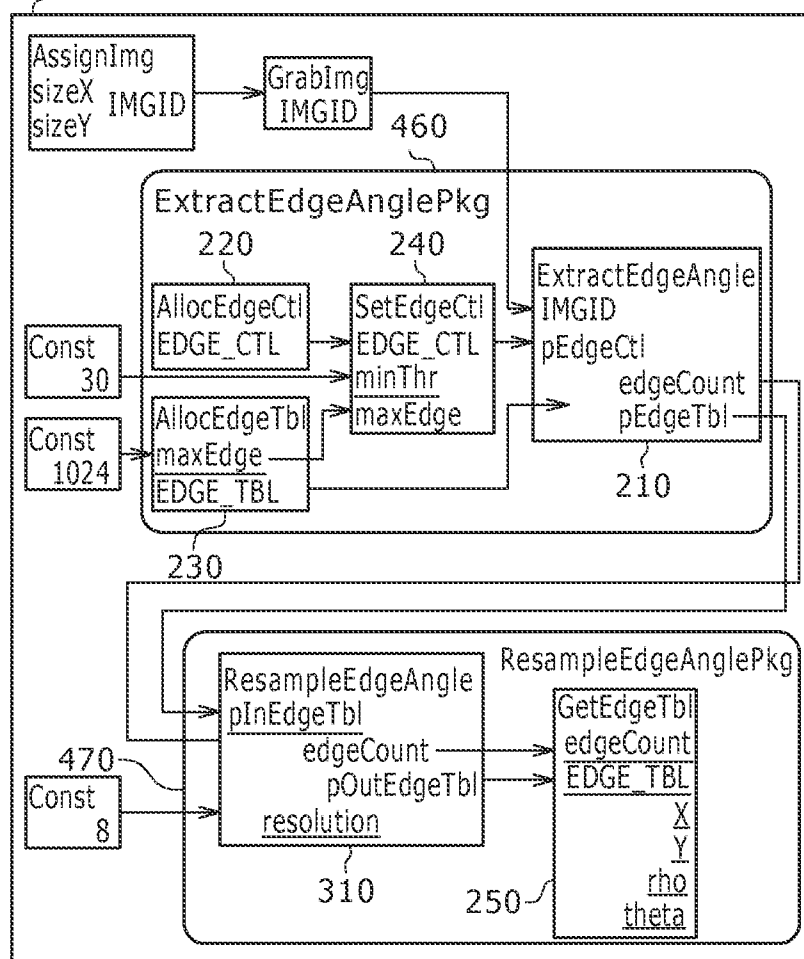 AssignImg
sizeX
IMGID
sizeY
GrabImg
IMGID
460
ExtractEdgeAnglePkg
220
240
AllocEdgeCtl
EDGE_CTL
SetEdgeCtl
EDGE_CTL
minThr
maxEdge
ExtractEdgeAngle
IMGID
pEdgeCtl
edgeCount
pEdgeTbl
210
Const
30
Const
1024
AllocEdgeTbl
maxEdge
EDGE_TBL
230
ResampleEdgeAnglePkg
ResampleEdgeAngle
pInEdgeTbl
edgeCount
pOutEdgeTbl
resolution
310
470
Const
8
GetEdgeTbl
edgeCount
EDGE_TBL
X
Y
rho
theta
250